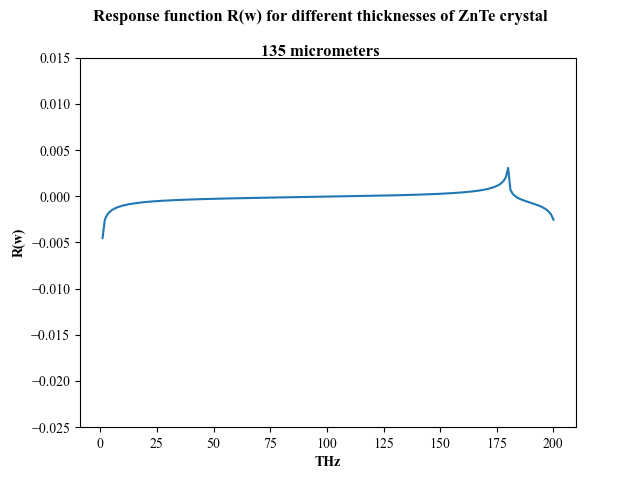 Response function R(w) for different thicknesses of ZnTe crystal
135 micrometers
0.015
0.010
0.005
0.000
−0.005
−0.010
−0.015
−0.020
−0.025
R(w)
0 25 50 75 100 125 150 175 200
THz